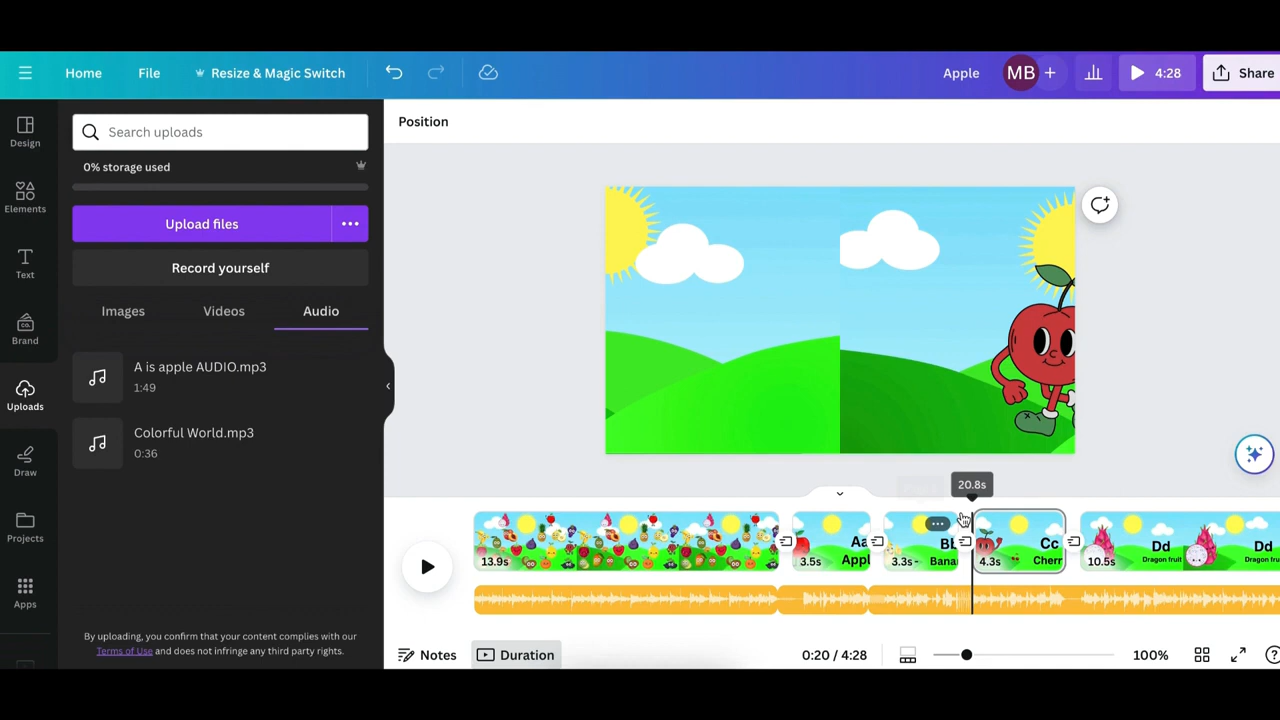 Home
File
Resize & Magic Switch
Apple
MB
4:28
Share
Design
Elements
Text
Brand
Uploads
Draw
Projects
Apps
Search uploads
0% storage used
Upload files
Record yourself
Images
Videos
Audio
A is apple AUDIO.mp3
1:49
Colorful World.mp3
0:36
By uploading, you confirm that your content complies with our
Terms of Use and does not infringe any third party rights.
Position
20.8s
13.9s
Aa
3.5s
Appl
3.3s
Bana
Cc
4.3s
Cherr
Dd
Dragon fruit
10.5s
Dd
Dragon frui
Notes
Duration
0:20 / 4:28
100%